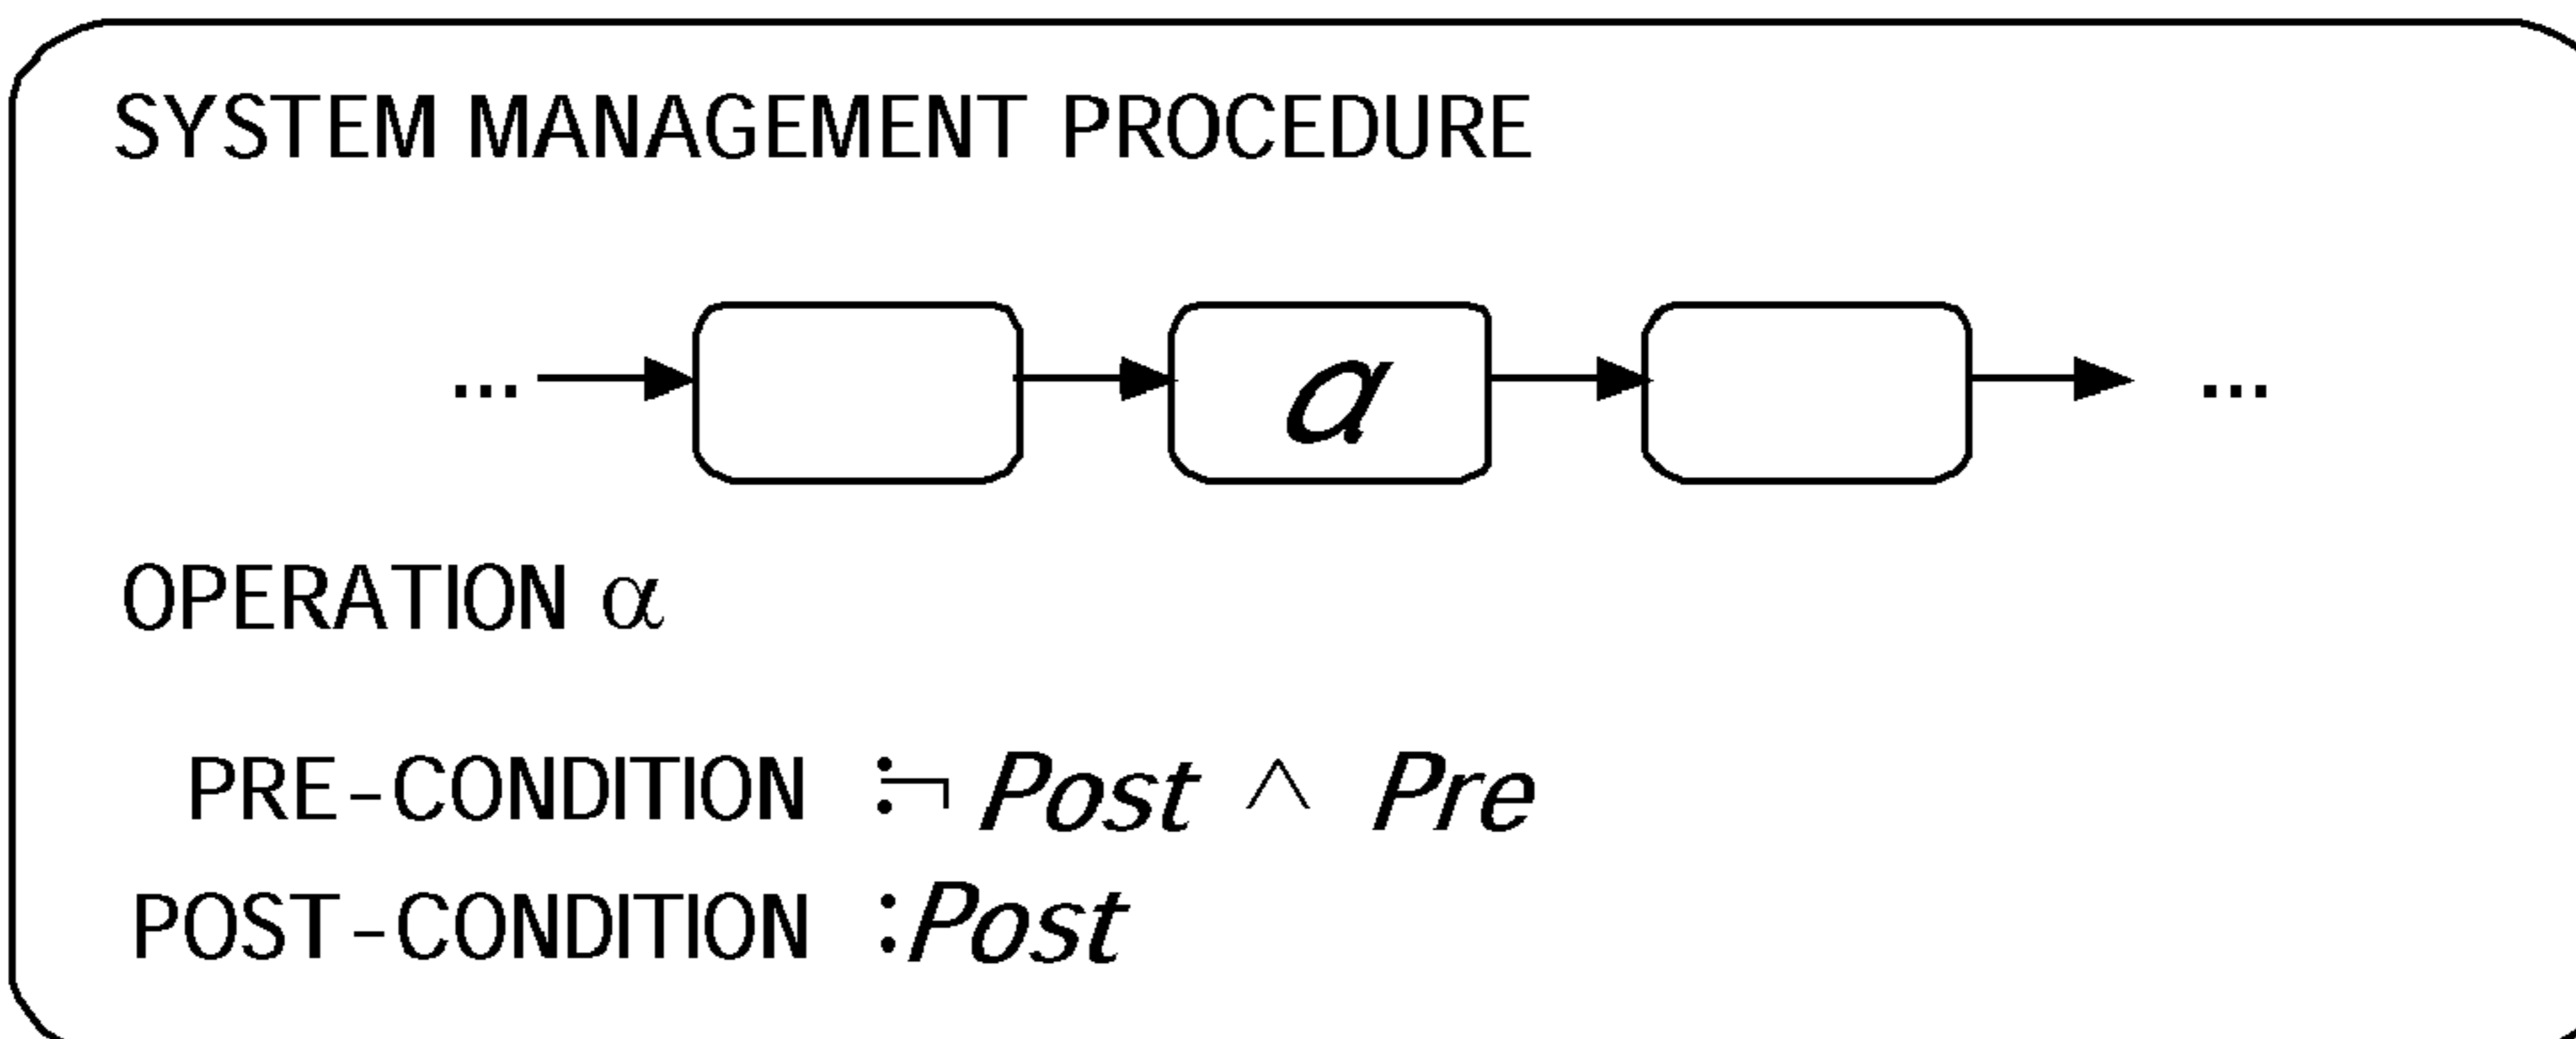 SYSTEM MANAGEMENT PROCEDURE
... α ...
OPERATION α
PRE-CONDITION :¬ Post ∧ Pre
POST-CONDITION :Post